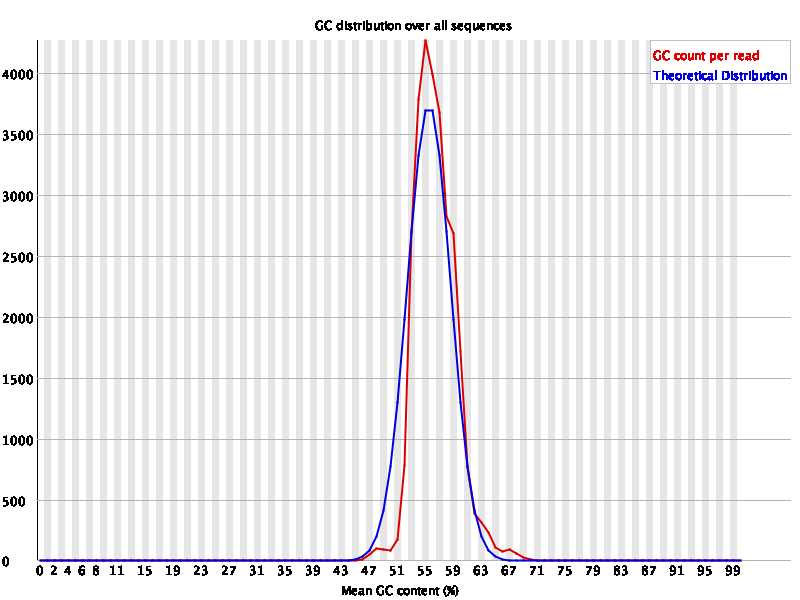 GC distribution over all sequences
GC count per read
Theoretical Distribution
4000
3500
3000
2500
2000
1500
1000
500
0
0 2 4 6 8 11 15 19 23 27 31 35 39 43 47 51 55 59 63 67 71 75 79 83 87 91 95 99
Mean GC content (%)